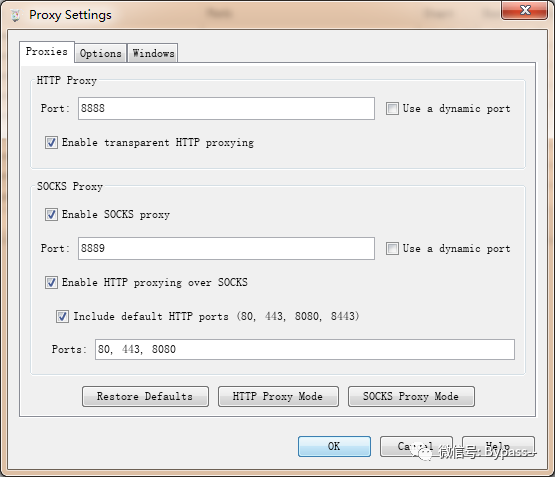 Proxy Settings
Proxies Options Windows
HTTP Proxy
Port: 8888 Use a dynamic port
Enable transparent HTTP proxying
SOCKS Proxy
Enable SOCKS proxy
Port: 8889 Use a dynamic port
Enable HTTP proxying over SOCKS
Include default HTTP ports (80, 443, 8080, 8443)
Ports: 80, 443, 8080
Restore Defaults HTTP Proxy Mode SOCKS Proxy Mode
OK Cancel Help
微信号: Bypass--